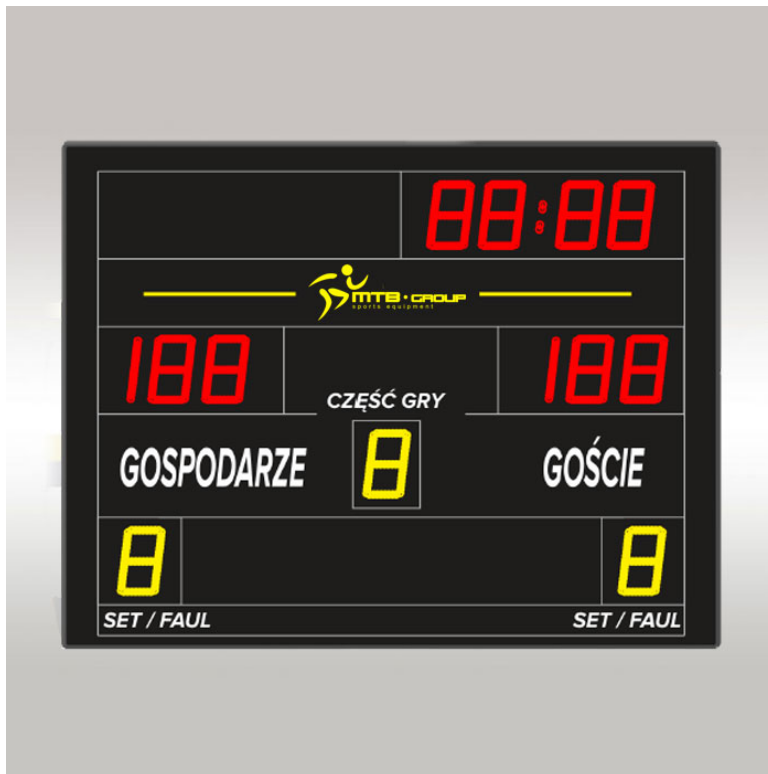 88:88
MTB·GROUP
sports equipment
188 188
CZĘŚĆ GRY
GOSPODARZE 8 GOŚCIE
8 8
SET / FAUL SET / FAUL